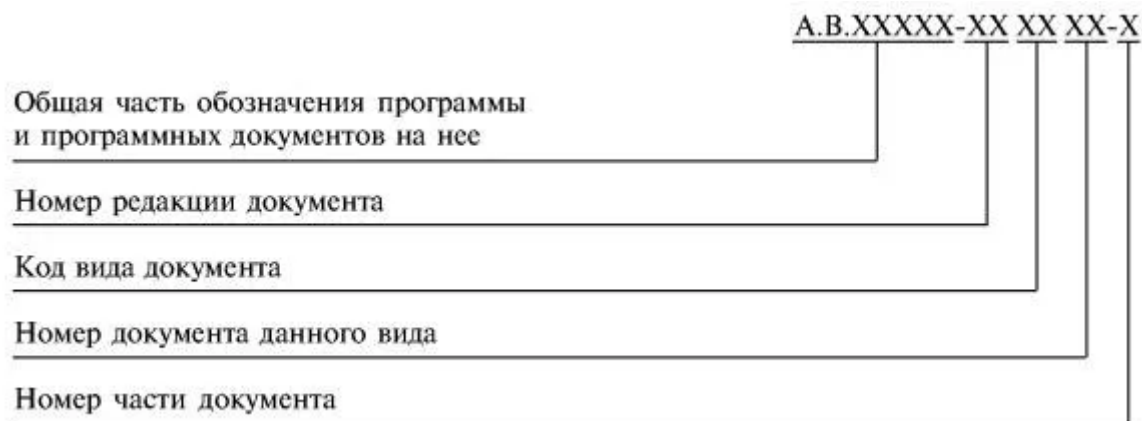 А.В.ХХХХХ-ХХ ХХ ХХ-Х
Общая часть обозначения программы
и программных документов на нее
Номер редакции документа
Код вида документа
Номер документа данного вида
Номер части документа